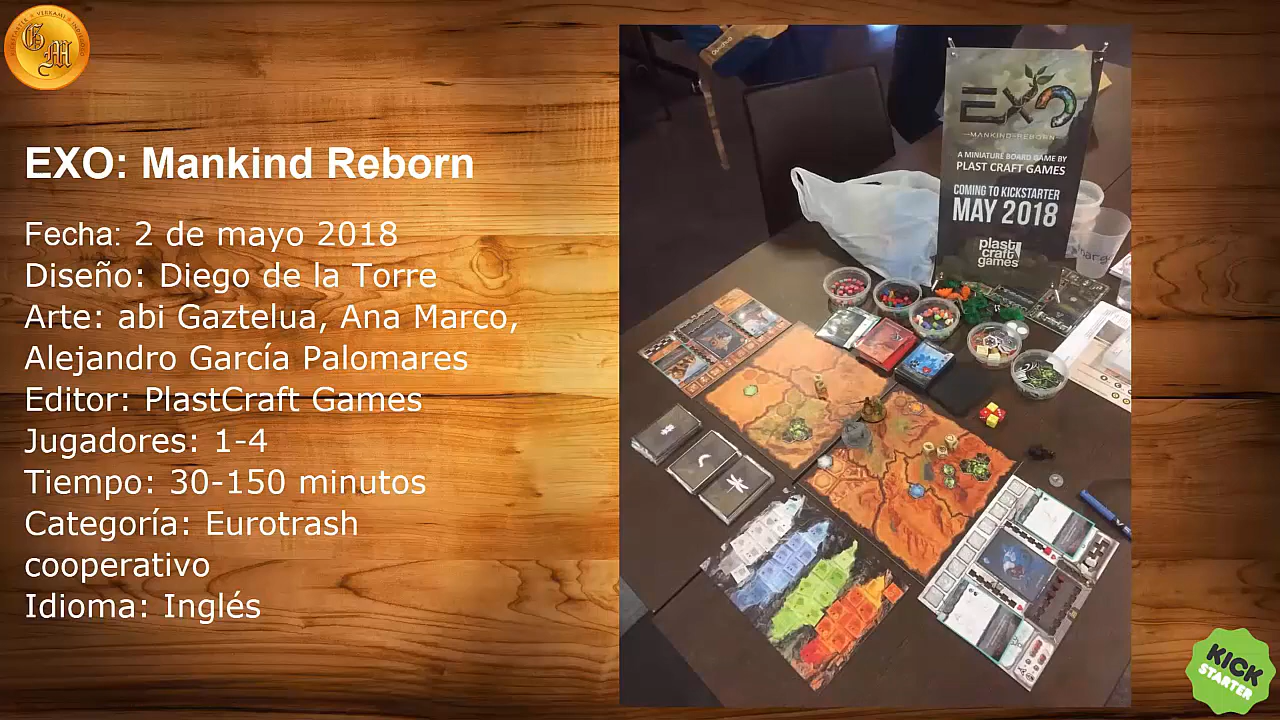 GM
EXO: Mankind Reborn
Fecha: 2 de mayo 2018
Diseño: Diego de la Torre
Arte: abi Gaztelua, Ana Marco,
Alejandro García Palomares
Editor: PlastCraft Games
Jugadores: 1-4
Tiempo: 30-150 minutos
Categoría: Eurotrash
cooperativo
Idioma: Inglés
EXO
MANKIND REBORN
A MINIATURE BOARD GAME BY
PLAST CRAFT GAMES
COMING TO KICKSTARTER
MAY 2018
plast
craft
games
KICK
STARTER